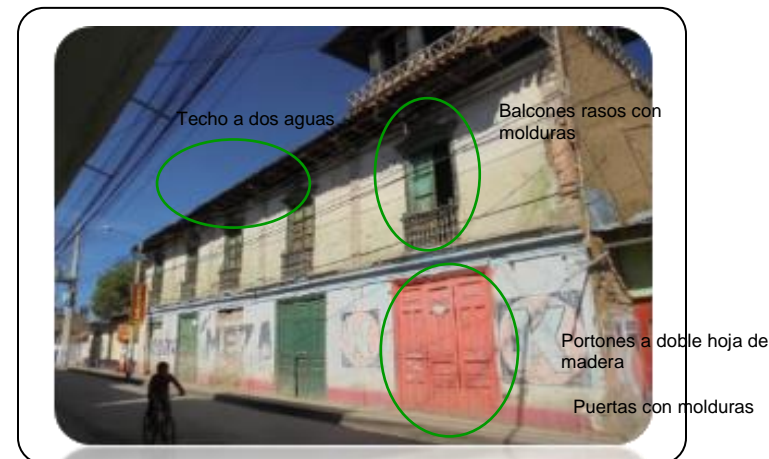 Techo a dos aguas
Balcones rasos con
molduras
MEZA
Portones a doble hoja de
madera
Puertas con molduras